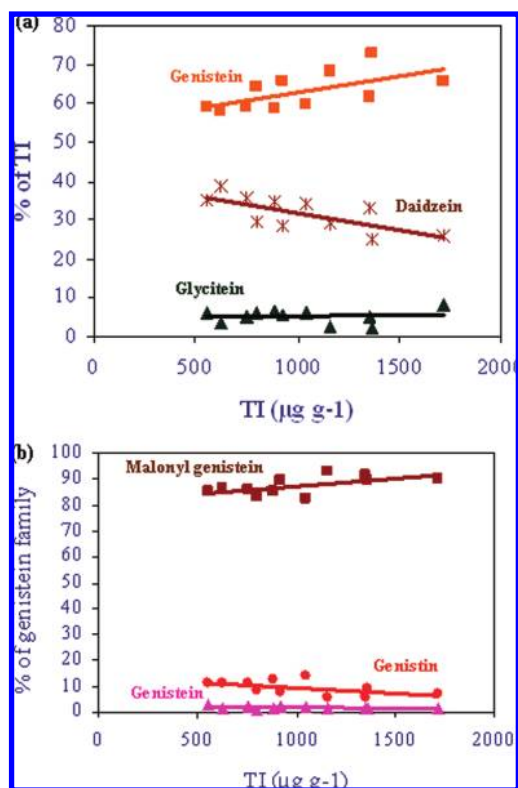 (a)
80
70
60
50
40
30
20
10
0
% of TI
Genistein
Daidzein
Glycitein
0 500 1000 1500 2000
TI (µg g-1)
(b)
100
90
80
70
60
50
40
30
20
10
0
% of genistein family
Malonyl genistein
Genistin
Genistein
0 500 1000 1500 2000
TI (µg g-1)